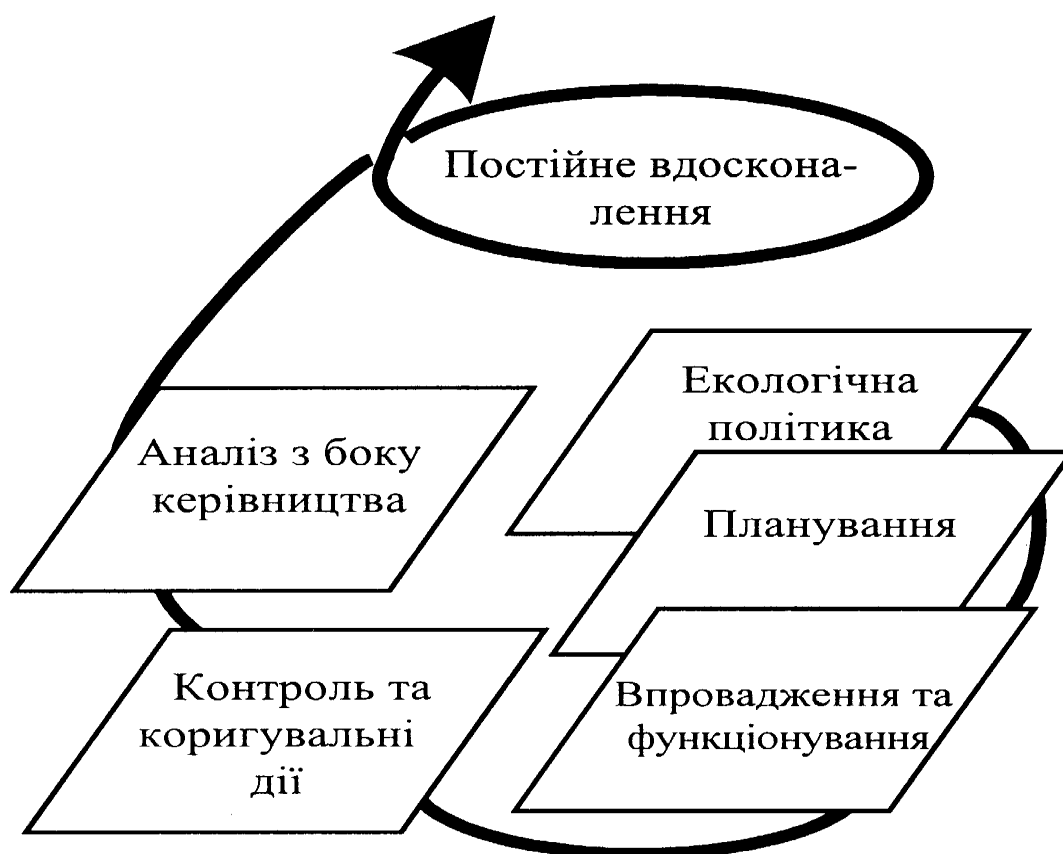 Постійне вдоскона-
лення
Екологічна
політика
Планування
Впровадження та
функціонування
Контроль та
коригувальні
дії
Аналіз з боку
керівництва